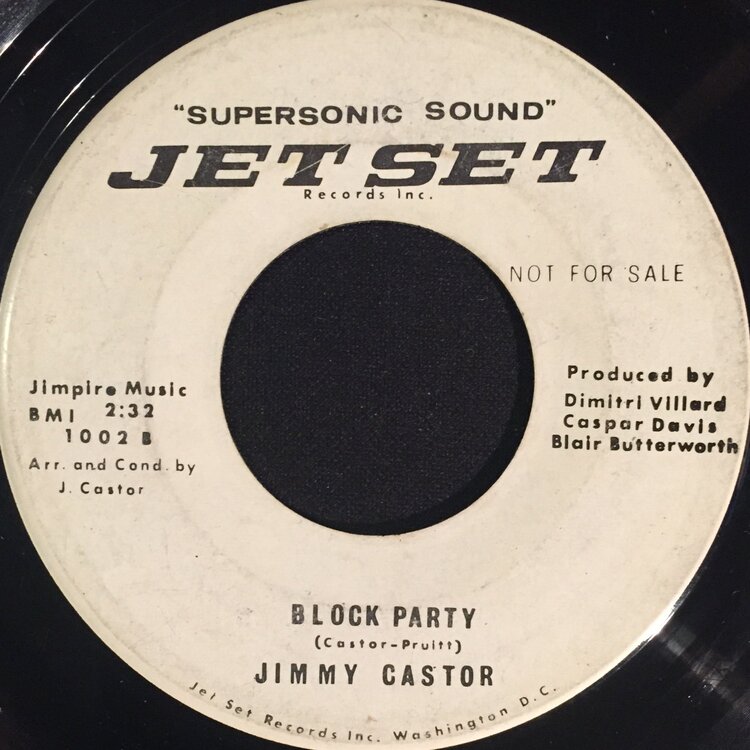 "SUPERSONIC SOUND"
JET SET
Records Inc.
NOT FOR SALE
Jimpire Music
BMI 2:32
1002 B
Arr. and Cond. by
J. Castor
Produced by
Dimitri Villard
Caspar Davis
Blair Butterworth
BLOCK PARTY
(Castor-Pruitt)
JIMMY CASTOR
Jet Set Records Inc. Washington D.C.